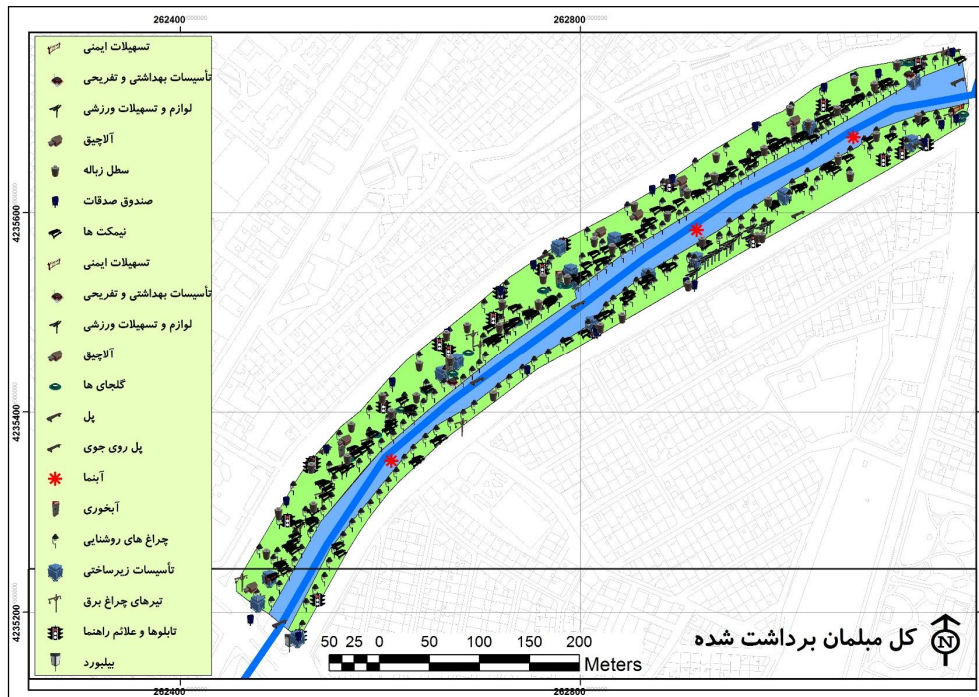 262400
262800
4235600
4235400
4235200
تسهیلات ایمنی
تأسیسات بهداشتی و تفریحی
لوازم و تسهیلات ورزشی
آلاچیق
سطل زباله
صندوق صدقات
نیمکت ها
تسهیلات ایمنی
تأسیسات بهداشتی و تفریحی
لوازم و تسهیلات ورزشی
آلاچیق
گلجای ها
پل
پل روی جوی
آبنما
آبخوری
چراغ های روشنایی
تأسیسات زیرساختی
تیرهای چراغ برق
تابلوها و علائم راهنما
بیلبورد
50 25 0 50 100 150 200
Meters
کل مبلمان برداشت شده
N
262400
262800